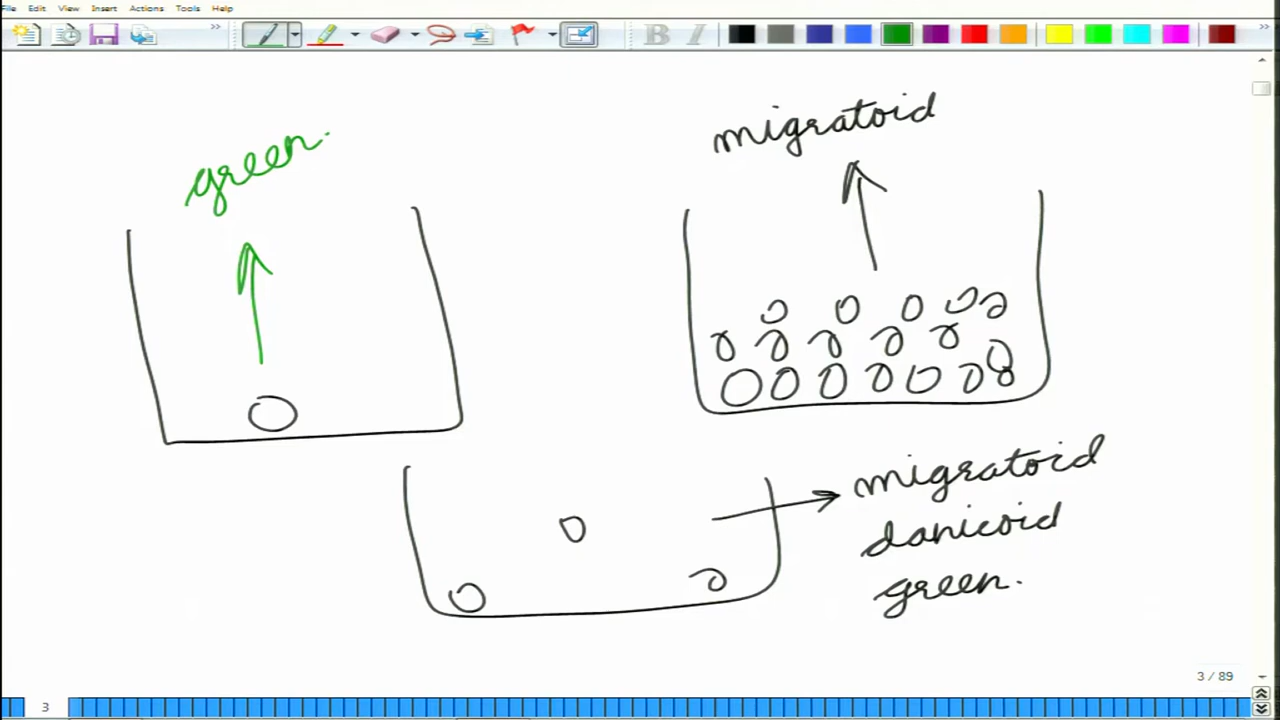 File Edit View Insert Actions Tools Help
B I
green.
migratoid
migratoid
danicoid
green.
3 / 89
3